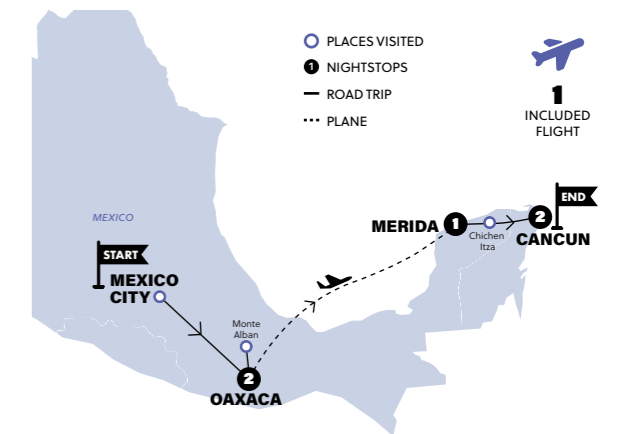 PLACES VISITED
1 NIGHTSTOPS
ROAD TRIP
PLANE
1
INCLUDED
FLIGHT
MEXICO
START
MEXICO
CITY
Monte
Alban
2
OAXACA
MERIDA 1
Chichen
Itza
2
CANCUN
END